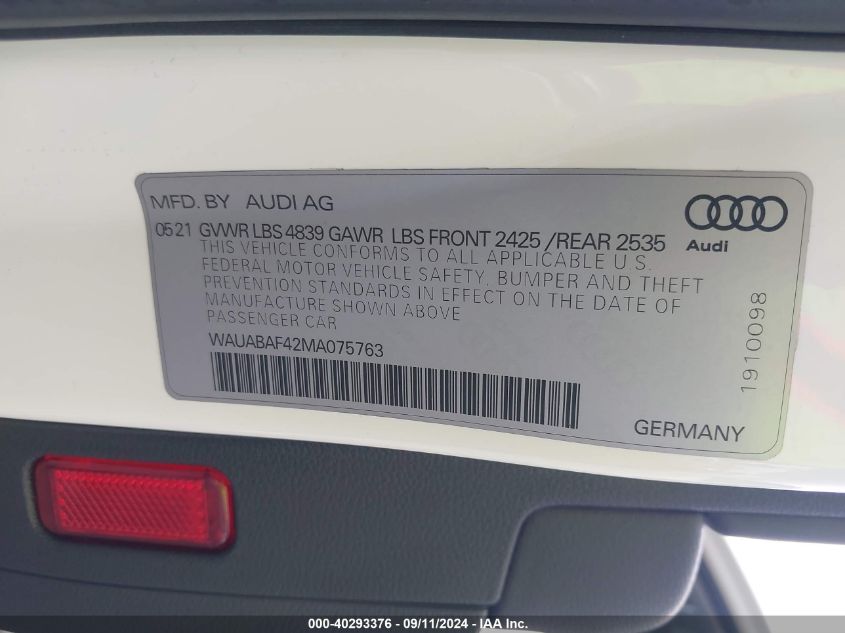 MFD. BY AUDI AG
05 21 GVWR LBS 4839 GAWR LBS FRONT 2425 /REAR 2535
Audi
THIS VEHICLE CONFORMS TO ALL APPLICABLE U.S.
FEDERAL MOTOR VEHICLE SAFETY, BUMPER AND THEFT
PREVENTION STANDARDS IN EFFECT ON THE DATE OF
MANUFACTURE SHOWN ABOVE
PASSENGER CAR
WAUABAF42MA075763
1910098
GERMANY
000-40293376 - 09/11/2024 - IAA Inc.